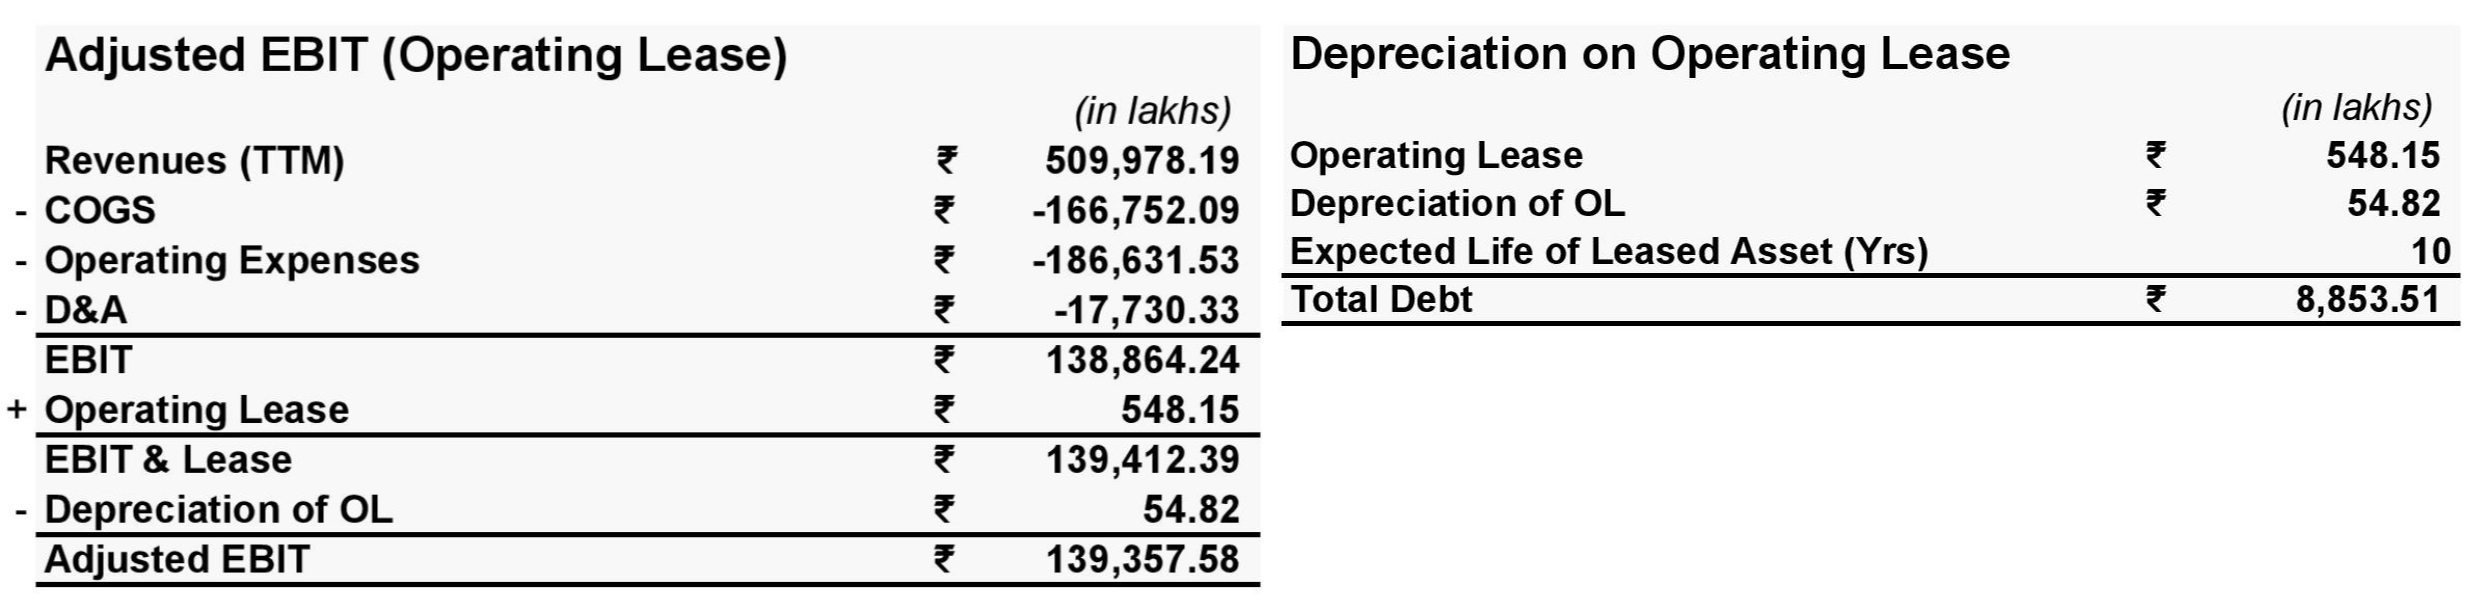 Adjusted EBIT (Operating Lease)
(in lakhs)
Revenues (TTM) ₹ 509,978.19
- COGS ₹ -166,752.09
- Operating Expenses ₹ -186,631.53
- D&A ₹ -17,730.33
EBIT ₹ 138,864.24
+ Operating Lease ₹ 548.15
EBIT & Lease ₹ 139,412.39
- Depreciation of OL ₹ 54.82
Adjusted EBIT ₹ 139,357.58
Depreciation on Operating Lease
(in lakhs)
Operating Lease ₹ 548.15
Depreciation of OL ₹ 54.82
Expected Life of Leased Asset (Yrs) 10
Total Debt ₹ 8,853.51